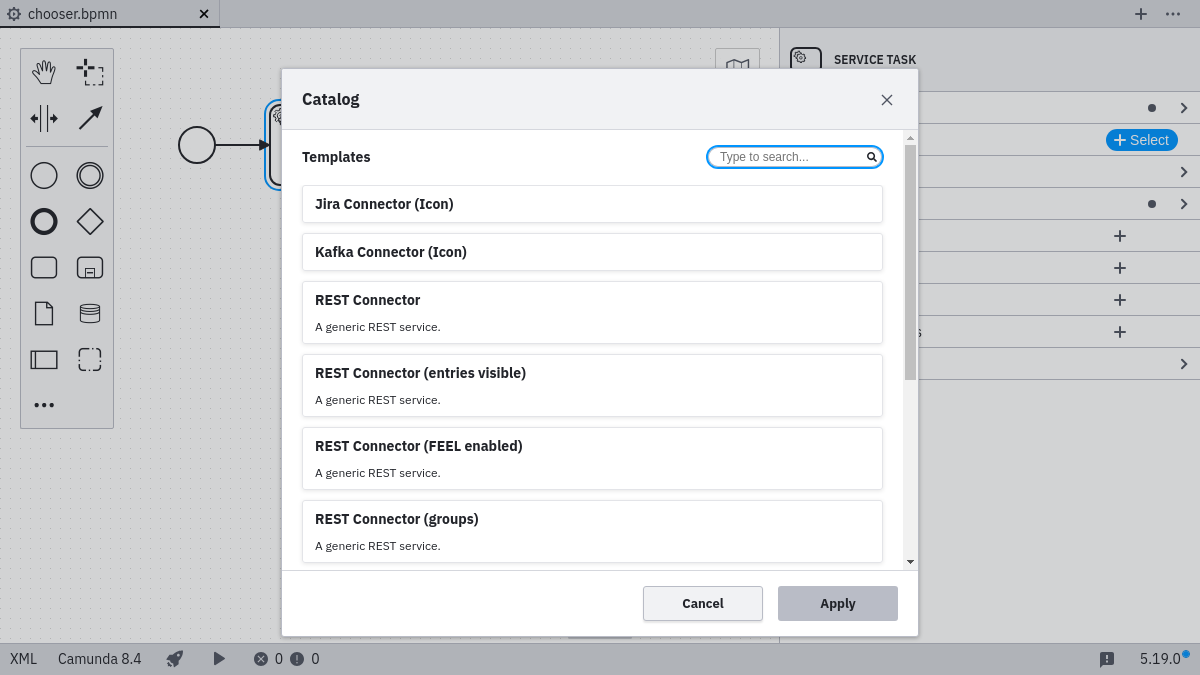 chooser.bpmn
SERVICE TASK
Catalog
Select
Templates
Type to search...
Jira Connector (Icon)
Kafka Connector (Icon)
REST Connector
A generic REST service.
REST Connector (entries visible)
A generic REST service.
REST Connector (FEEL enabled)
A generic REST service.
REST Connector (groups)
A generic REST service.
Cancel
Apply
XML
Camunda 8.4
0
0
5.19.0